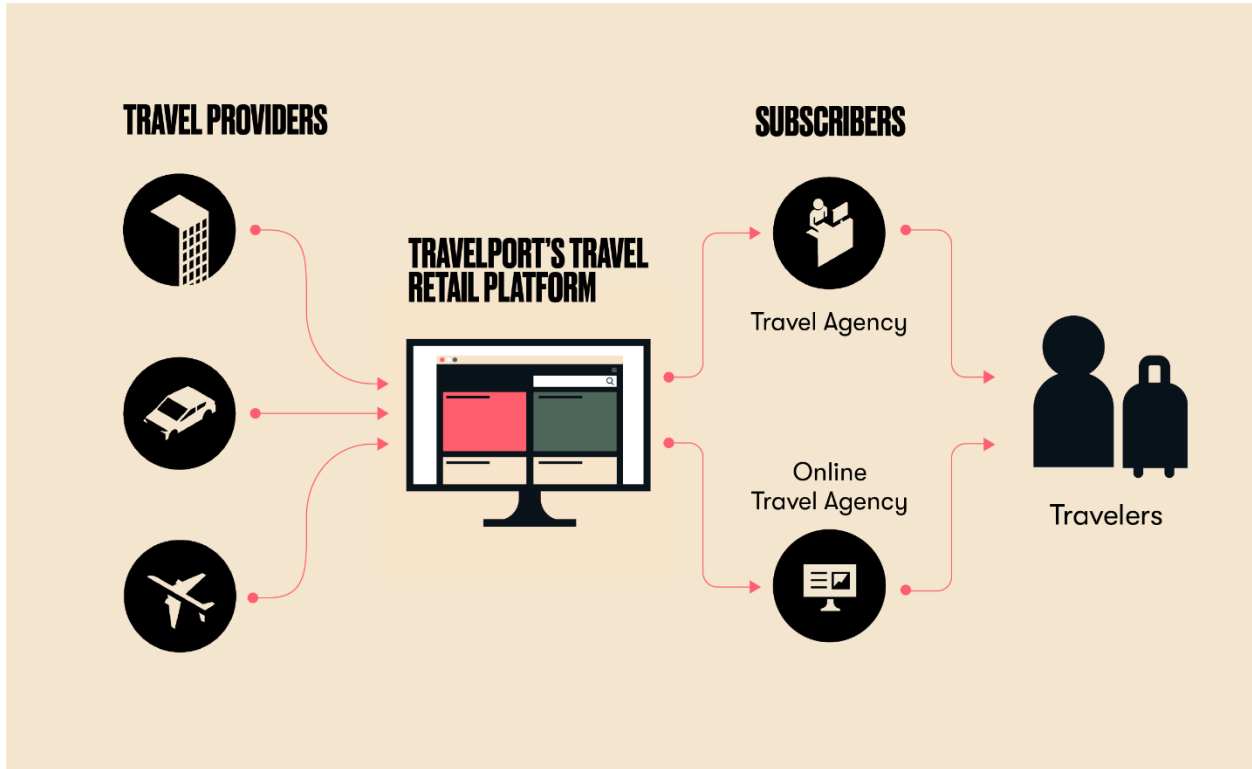 TRAVEL PROVIDERS
SUBSCRIBERS
TRAVELPORT'S TRAVEL
RETAIL PLATFORM
Travel Agency
Online
Travel Agency
Travelers